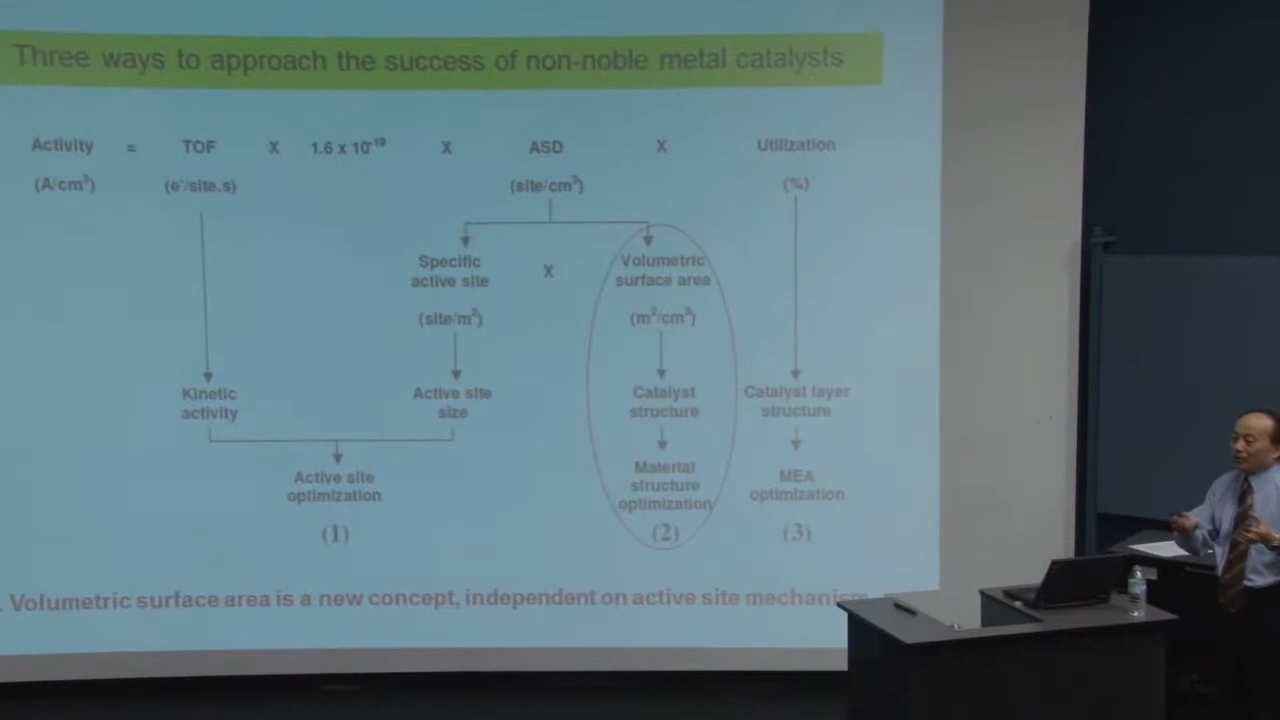 Three ways to approach the success of non-noble metal catalysts
Activity = TOF X 1.6 x 10⁻¹⁹ X ASD X Utilization
(A/cm³) (e⁻/site.s) (site/cm³) (%)
Specific
active site
X
Volumetric
surface area
(site/m²)
(m²/cm³)
Kinetic
activity
Active site
size
Catalyst
structure
Catalyst layer
structure
Active site
optimization
(1)
Material
structure
optimization
(2)
MEA
optimization
(3)
. Volumetric surface area is a new concept, independent on active site mechanism